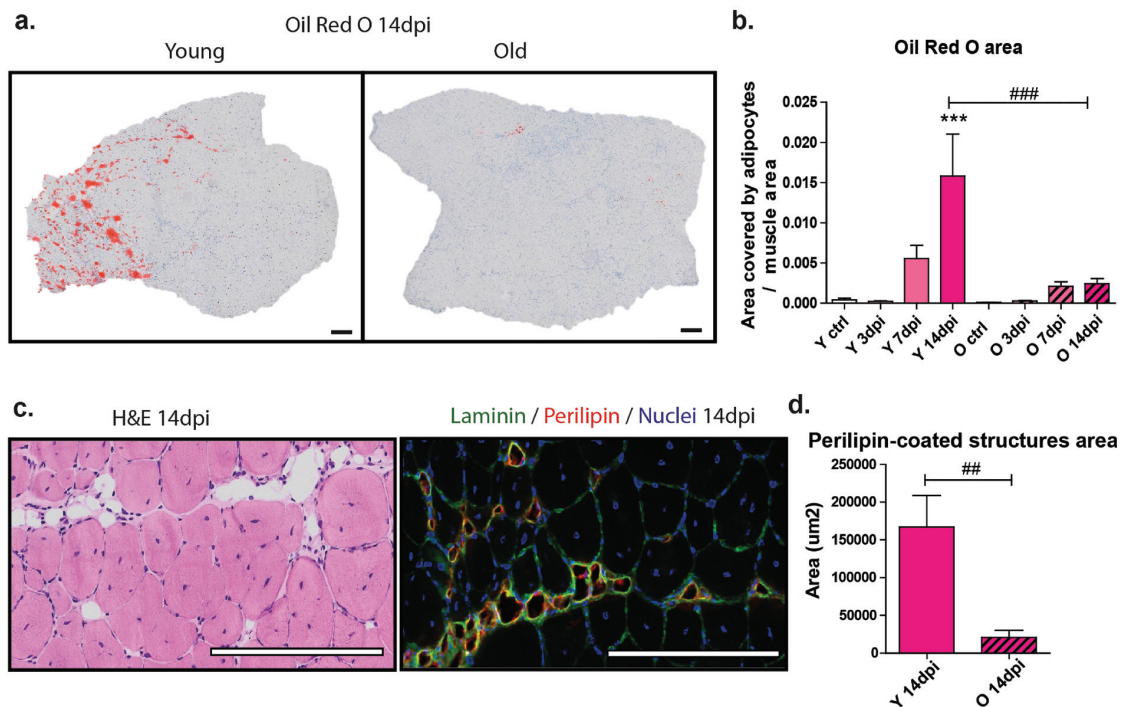 a.
Oil Red O 14dpi
Young
Old
b.
Oil Red O area
Area covered by adipocytes
/ muscle area
0.025
0.020
0.015
0.010
0.005
0.000
###
***
Y ctrl
Y 3dpi
Y 7dpi
Y 14dpi
O ctrl
O 3dpi
O 7dpi
O 14dpi
c.
H&E 14dpi
Laminin / Perilipin / Nuclei 14dpi
d.
Perilipin-coated structures area
Area (um2)
250000
200000
150000
100000
50000
0
##
Y 14dpi
O 14dpi